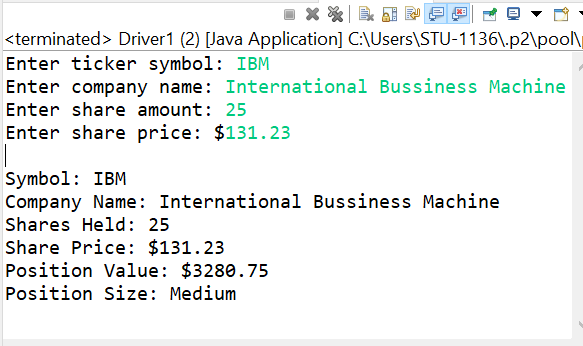 <terminated> Driver1 (2) [Java Application] C:\Users\STU-1136\.p2\pool\
Enter ticker symbol: IBM
Enter company name: International Bussiness Machine
Enter share amount: 25
Enter share price: $131.23
Symbol: IBM
Company Name: International Bussiness Machine
Shares Held: 25
Share Price: $131.23
Position Value: $3280.75
Position Size: Medium